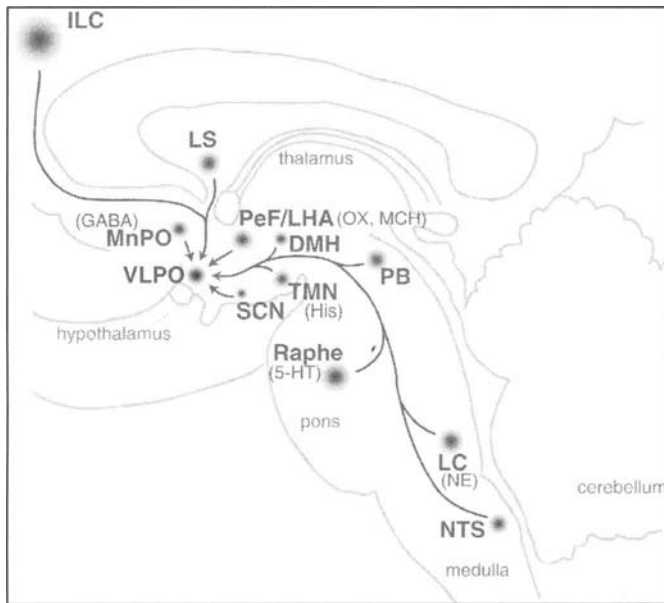 ILC
LS
thalamus
(GABA)
MnPO
PeF/LHA (OX, MCH)
DMH
VLPO
PB
SCN
TMN
(His)
hypothalamus
Raphe
(5-HT)
pons
LC
(NE)
cerebellum
NTS
medulla